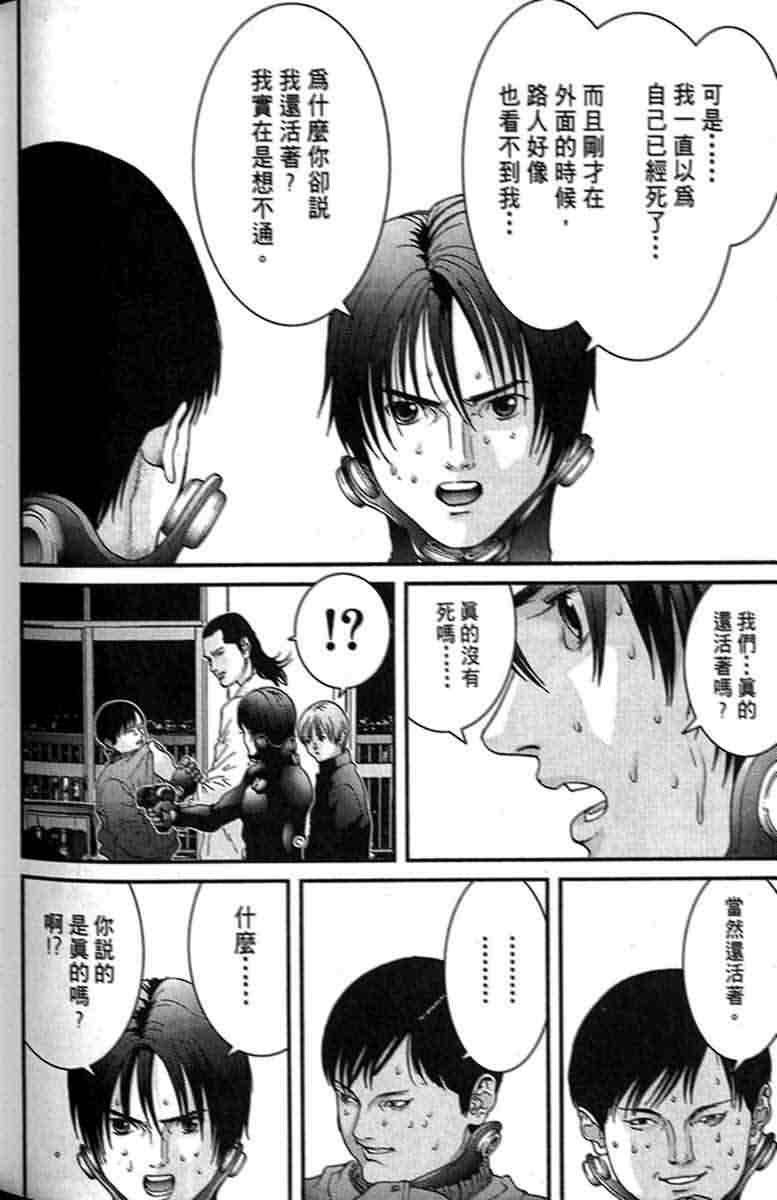 可是⋯⋯
我一直以爲
自己已經死了⋯
而且剛才在
外面的時候，
路人好像
也看不到我⋯
爲什麼你卻說
我還活著？
我實在是想不通。
我們⋯真的
還活著嗎？
真的沒有
死嗎⋯⋯
!?
當然還活著。
⋯⋯⋯
⋯⋯⋯
什麼⋯⋯
你說的
是真的嗎？
啊!?